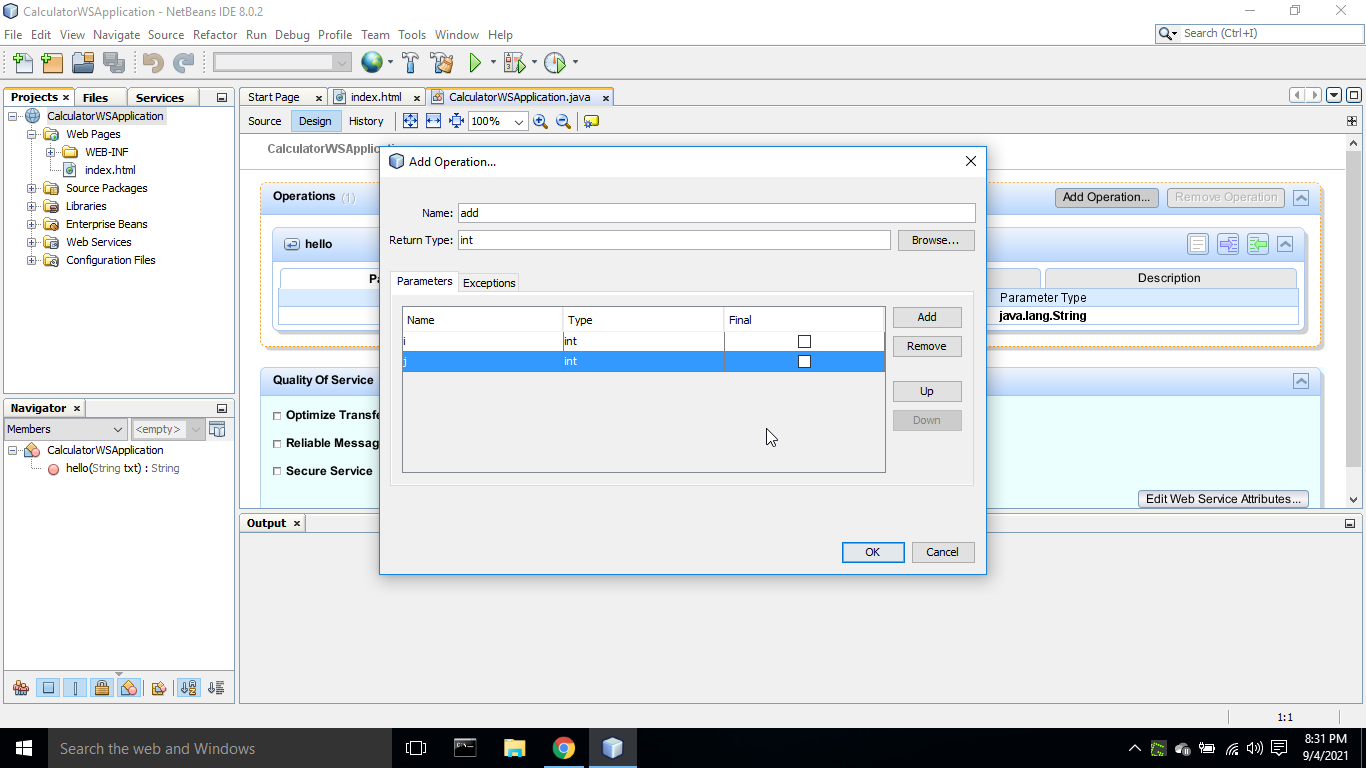 CalculatorWSApplication - NetBeans IDE 8.0.2
File Edit View Navigate Source Refactor Run Debug Profile Team Tools Window Help
Search (Ctrl+I)
Projects Files Services
Start Page index.html CalculatorWSApplication.java
Source Design History 100%
CalculatorWSApplication
Web Pages
WEB-INF
index.html
Source Packages
Libraries
Enterprise Beans
Web Services
Configuration Files
CalculatorWSApplic
Operations (1)
Add Operation... Remove Operation
hello
Pa
Description
Parameter Type
java.lang.String
Quality Of Service
Optimize Transfe
Reliable Messag
Secure Service
Edit Web Service Attributes...
Add Operation...
Name: add
Return Type: int Browse...
Parameters Exceptions
Name Type Final
i int
j int
Add
Remove
Up
Down
OK Cancel
Navigator
Members <empty>
CalculatorWSApplication
hello(String txt) : String
Output
1:1
Search the web and Windows
8:31 PM
9/4/2021